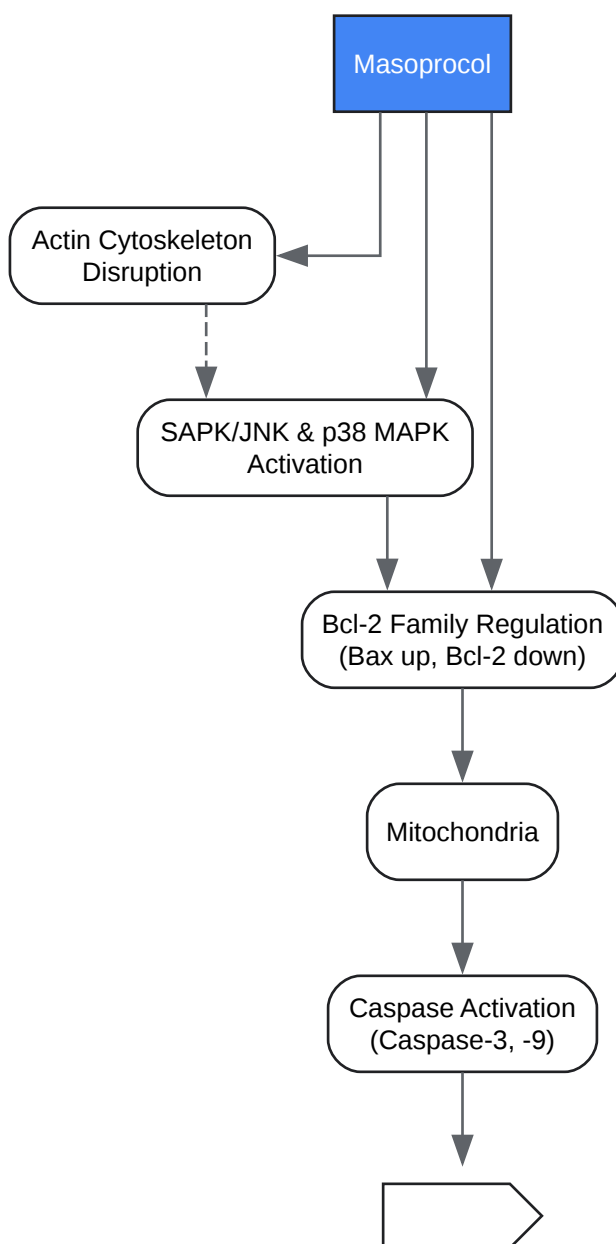 Masoprocol
Actin Cytoskeleton
Disruption
SAPK/JNK & p38 MAPK
Activation
Bcl-2 Family Regulation
(Bax up, Bcl-2 down)
Mitochondria
Caspase Activation
(Caspase-3, -9)